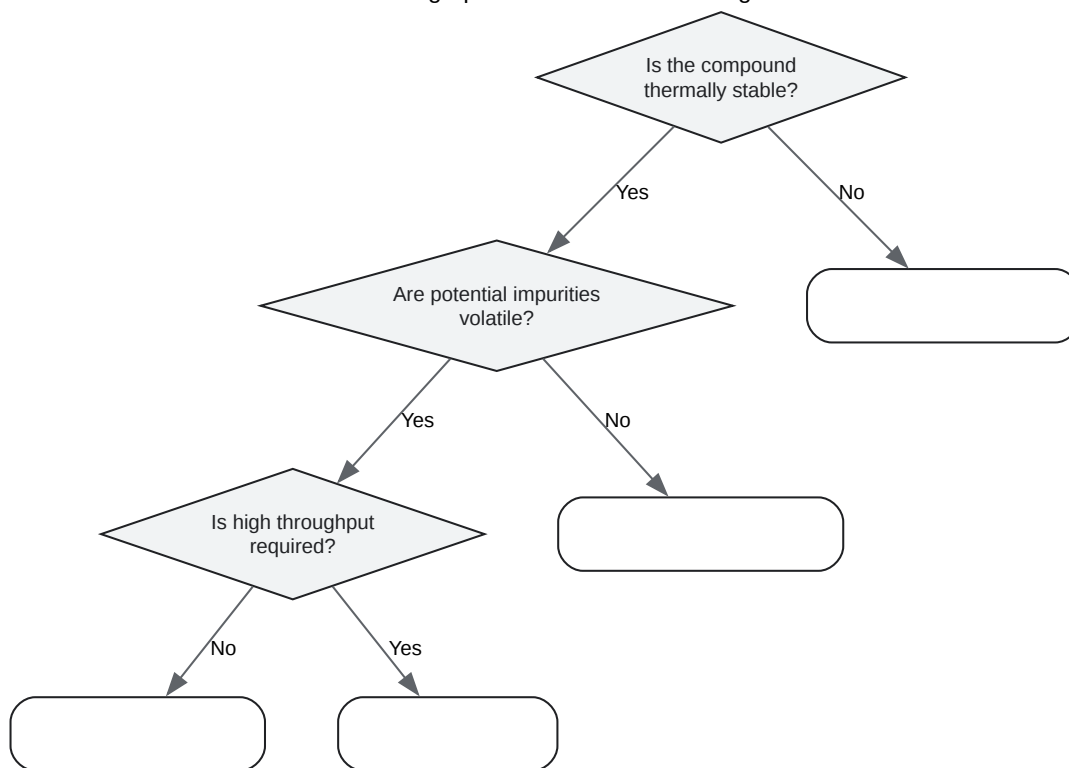 Is the compound
thermally stable?
Yes
No
Are potential impurities
volatile?
Yes
No
Is high throughput
required?
No
Yes